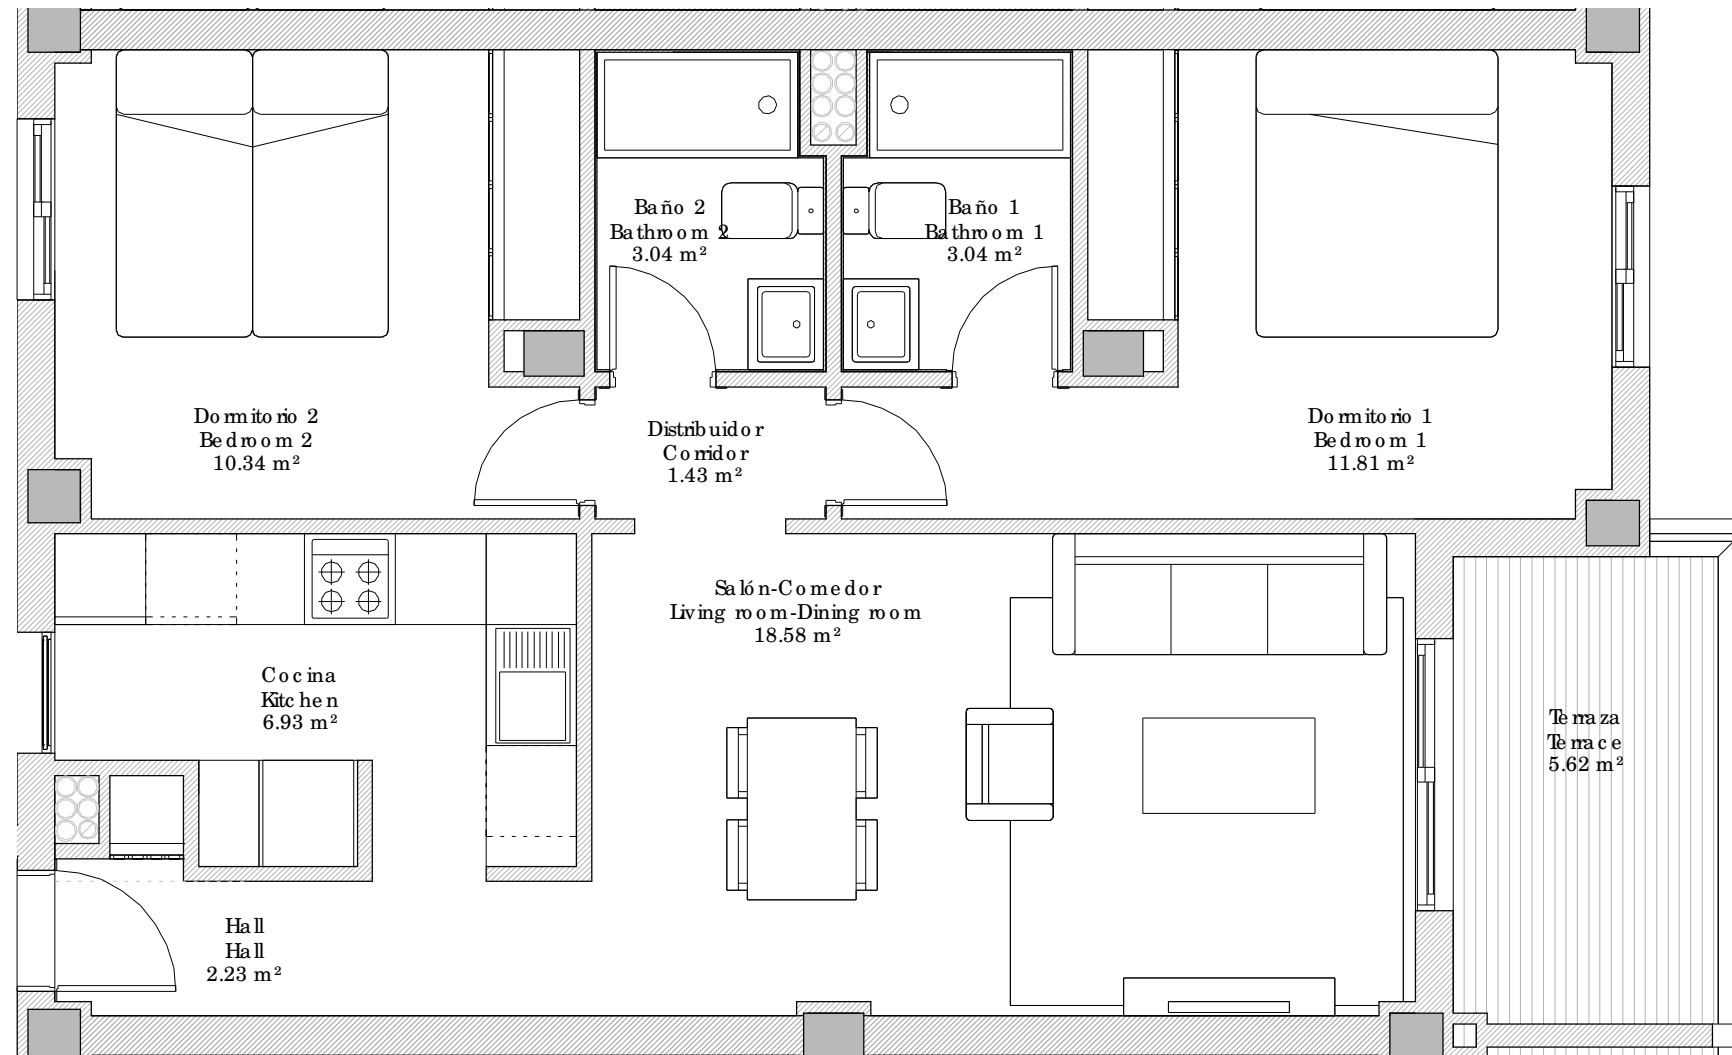 Baño 2
Bathroom 2
3.04 m²
Baño 1
Bathroom 1
3.04 m²
Dormitorio 2
Bedroom 2
10.34 m²
Distribuidor
Corridor
1.43 m²
Dormitorio 1
Bedroom 1
11.81 m²
Salón-Comedor
Living room-Dining room
18.58 m²
Cocina
Kitchen
6.93 m²
Terraza
Terrace
5.62 m²
Hall
Hall
2.23 m²